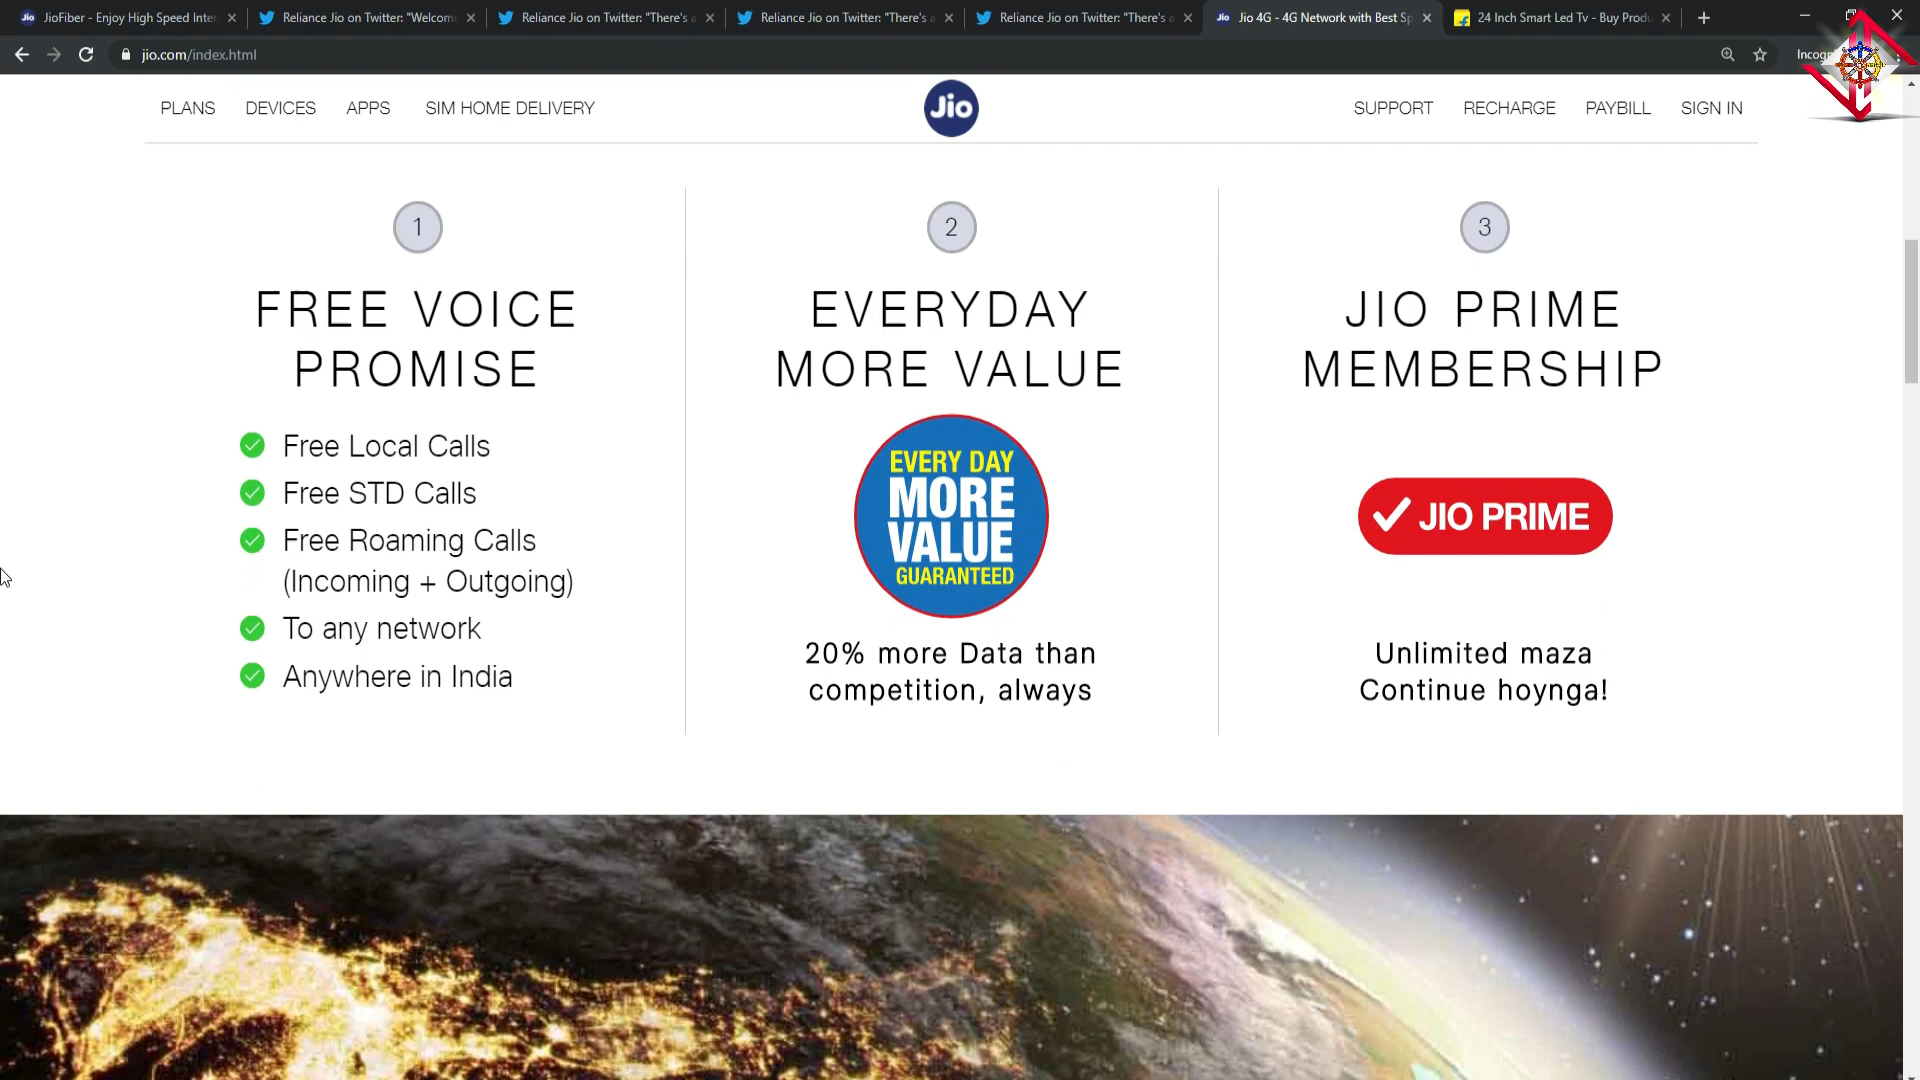 JioFiber - Enjoy High Speed Inter
Reliance Jio on Twitter: "Welcome
Reliance Jio on Twitter: "There's a
Reliance Jio on Twitter: "There's a
Reliance Jio on Twitter: "There's a
Jio 4G - 4G Network with Best Sp
24 Inch Smart Led Tv - Buy Produ
jio.com/index.html
PLANS DEVICES APPS SIM HOME DELIVERY
Jio
SUPPORT RECHARGE PAYBILL SIGN IN
1
FREE VOICE
PROMISE
Free Local Calls
Free STD Calls
Free Roaming Calls
(Incoming + Outgoing)
To any network
Anywhere in India
2
EVERYDAY
MORE VALUE
EVERY DAY
MORE
VALUE
GUARANTEED
20% more Data than
competition, always
3
JIO PRIME
MEMBERSHIP
JIO PRIME
Unlimited maza
Continue hoynga!